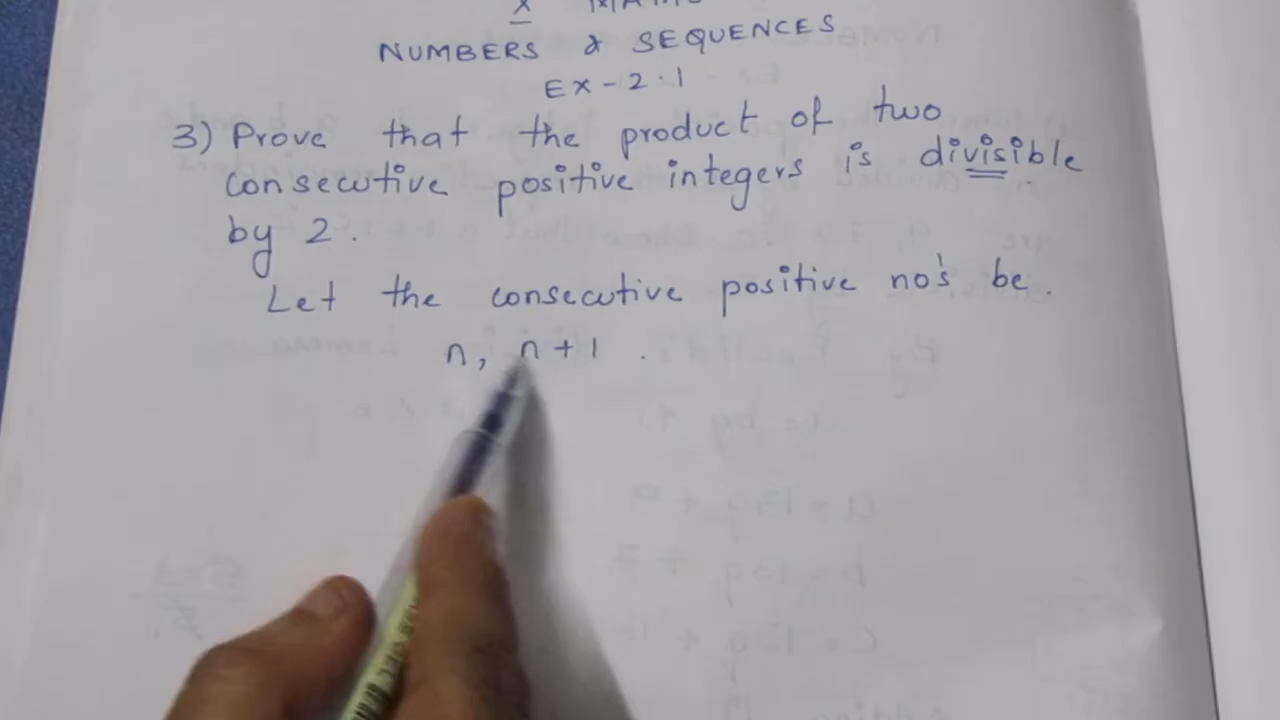 X
NUMBERS & SEQUENCES
EX-2.1
3) Prove that the product of two
consecutive positive integers is divisible
by 2.
Let the consecutive positive no's be.
n, n+1 .